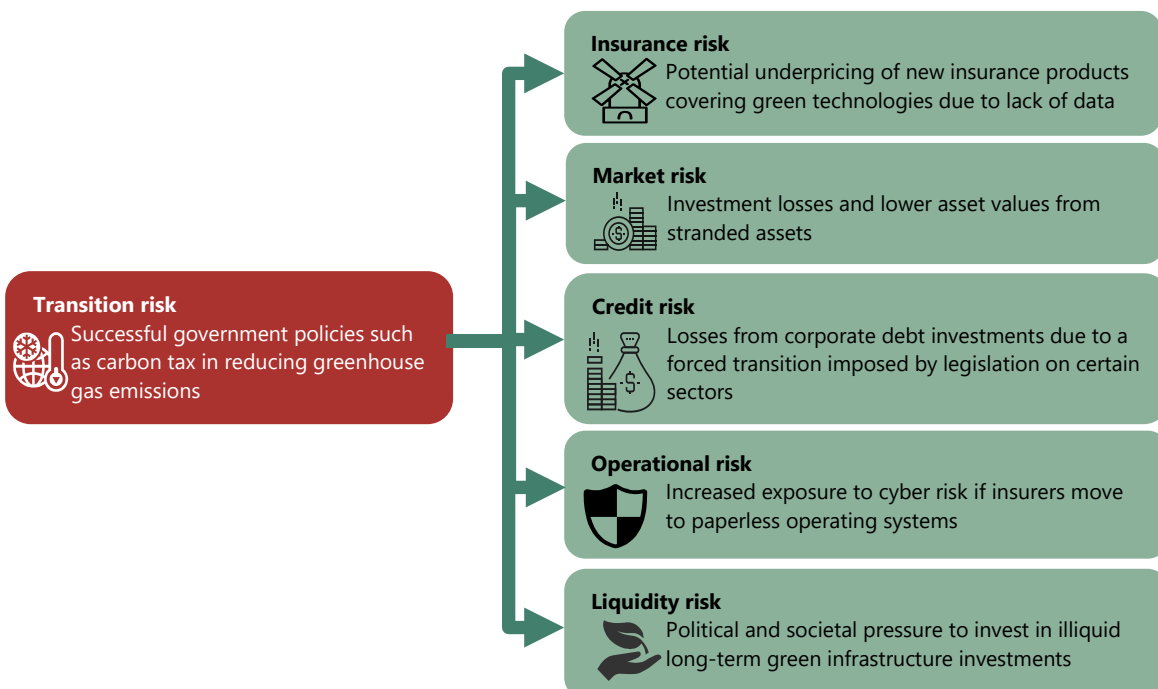 Insurance risk
Potential underpricing of new insurance products
covering green technologies due to lack of data
Market risk
Investment losses and lower asset values from
stranded assets
Transition risk
Successful government policies such
as carbon tax in reducing greenhouse
gas emissions
Credit risk
Losses from corporate debt investments due to a
forced transition imposed by legislation on certain
sectors
Operational risk
Increased exposure to cyber risk if insurers move
to paperless operating systems
Liquidity risk
Political and societal pressure to invest in illiquid
long-term green infrastructure investments